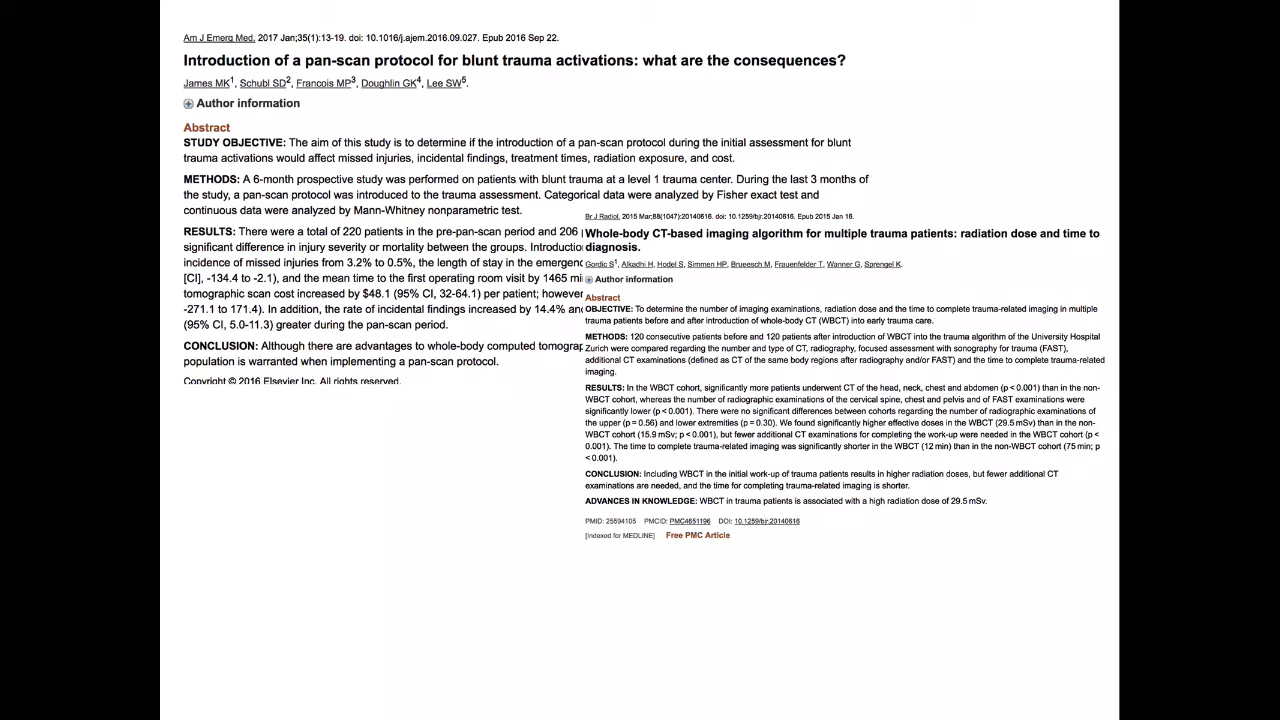 Am J Emerg Med. 2017 Jan;35(1):13-19. doi: 10.1016/j.ajem.2016.09.027. Epub 2016 Sep 22.
Introduction of a pan-scan protocol for blunt trauma activations: what are the consequences?
James MK1, Schubl SD2, Francois MP3, Doughlin GK4, Lee SW5.
Author information
Abstract
STUDY OBJECTIVE: The aim of this study is to determine if the introduction of a pan-scan protocol during the initial assessment for blunt
trauma activations would affect missed injuries, incidental findings, treatment times, radiation exposure, and cost.
METHODS: A 6-month prospective study was performed on patients with blunt trauma at a level 1 trauma center. During the last 3 months of
the study, a pan-scan protocol was introduced to the trauma assessment. Categorical data were analyzed by Fisher exact test and
continuous data were analyzed by Mann-Whitney nonparametric test.
RESULTS: There were a total of 220 patients in the pre-pan-scan period and 206
significant difference in injury severity or mortality between the groups. Introductio
incidence of missed injuries from 3.2% to 0.5%, the length of stay in the emergenc
[CI], -134.4 to -2.1), and the mean time to the first operating room visit by 1465 mi
tomographic scan cost increased by $48.1 (95% CI, 32-64.1) per patient; however
-271.1 to 171.4). In addition, the rate of incidental findings increased by 14.4% and
(95% CI, 5.0-11.3) greater during the pan-scan period.
CONCLUSION: Although there are advantages to whole-body computed tomograp
population is warranted when implementing a pan-scan protocol.
Copyright © 2016 Elsevier Inc. All rights reserved.
Br J Radiol. 2015 Mar;88(1047):20140616. doi: 10.1259/bjr.20140616. Epub 2015 Jan 16.
Whole-body CT-based imaging algorithm for multiple trauma patients: radiation dose and time to
diagnosis.
Gordic S1, Alkadhi H, Hodel S, Simmen HP, Brueesch M, Frauenfelder T, Wanner G, Sprengel K.
Author information
Abstract
OBJECTIVE: To determine the number of imaging examinations, radiation dose and the time to complete trauma-related imaging in multiple
trauma patients before and after introduction of whole-body CT (WBCT) into early trauma care.
METHODS: 120 consecutive patients before and 120 patients after introduction of WBCT into the trauma algorithm of the University Hospital
Zurich were compared regarding the number and type of CT, radiography, focused assessment with sonography for trauma (FAST),
additional CT examinations (defined as CT of the same body regions after radiography and/or FAST) and the time to complete trauma-related
imaging.
RESULTS: In the WBCT cohort, significantly more patients underwent CT of the head, neck, chest and abdomen (p < 0.001) than in the non-
WBCT cohort, whereas the number of radiographic examinations of the cervical spine, chest and pelvis and of FAST examinations were
significantly lower (p < 0.001). There were no significant differences between cohorts regarding the number of radiographic examinations of
the upper (p = 0.56) and lower extremities (p = 0.30). We found significantly higher effective doses in the WBCT (29.5 mSv) than in the non-
WBCT cohort (15.9 mSv; p < 0.001), but fewer additional CT examinations for completing the work-up were needed in the WBCT cohort (p <
0.001). The time to complete trauma-related imaging was significantly shorter in the WBCT (12 min) than in the non-WBCT cohort (75 min; p
< 0.001).
CONCLUSION: Including WBCT in the initial work-up of trauma patients results in higher radiation doses, but fewer additional CT
examinations are needed, and the time for completing trauma-related imaging is shorter.
ADVANCES IN KNOWLEDGE: WBCT in trauma patients is associated with a high radiation dose of 29.5 mSv.
PMID: 25594105 PMCID: PMC4651196 DOI: 10.1259/bjr.20140616
[Indexed for MEDLINE] Free PMC Article